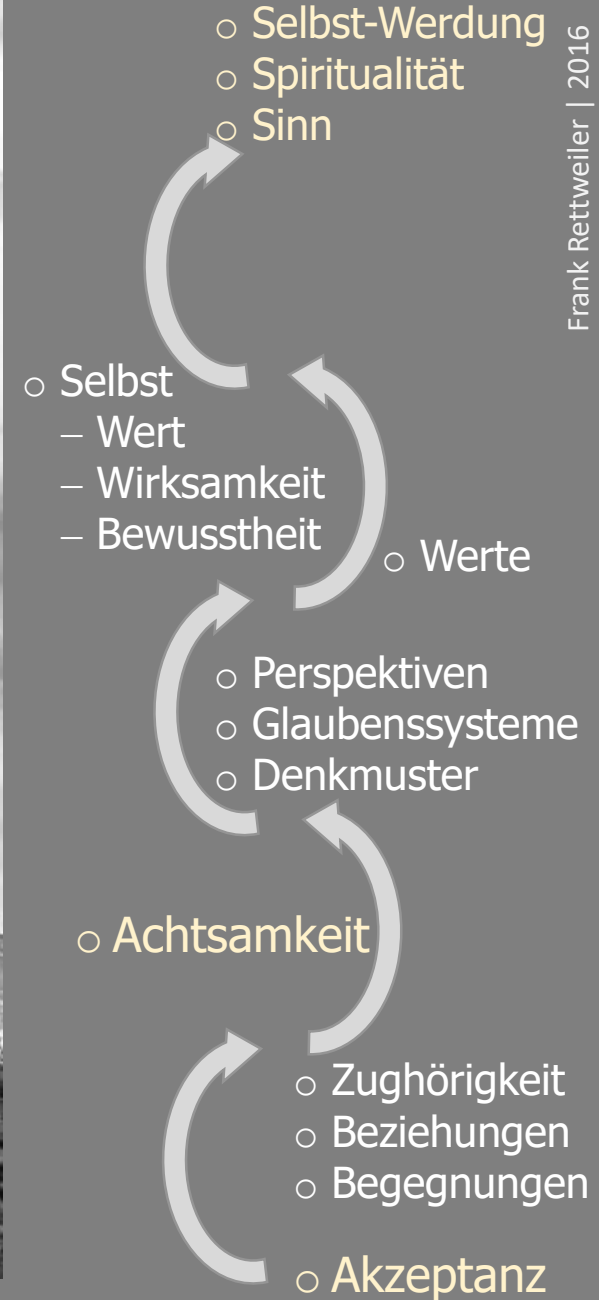 ○ Selbst-Werdung
○ Spiritualität
○ Sinn
Frank Rettweiler | 2016
○ Selbst
– Wert
– Wirksamkeit
– Bewusstheit
○ Werte
○ Perspektiven
○ Glaubenssysteme
○ Denkmuster
○ Achtsamkeit
○ Zughörigkeit
○ Beziehungen
○ Begegnungen
○ Akzeptanz